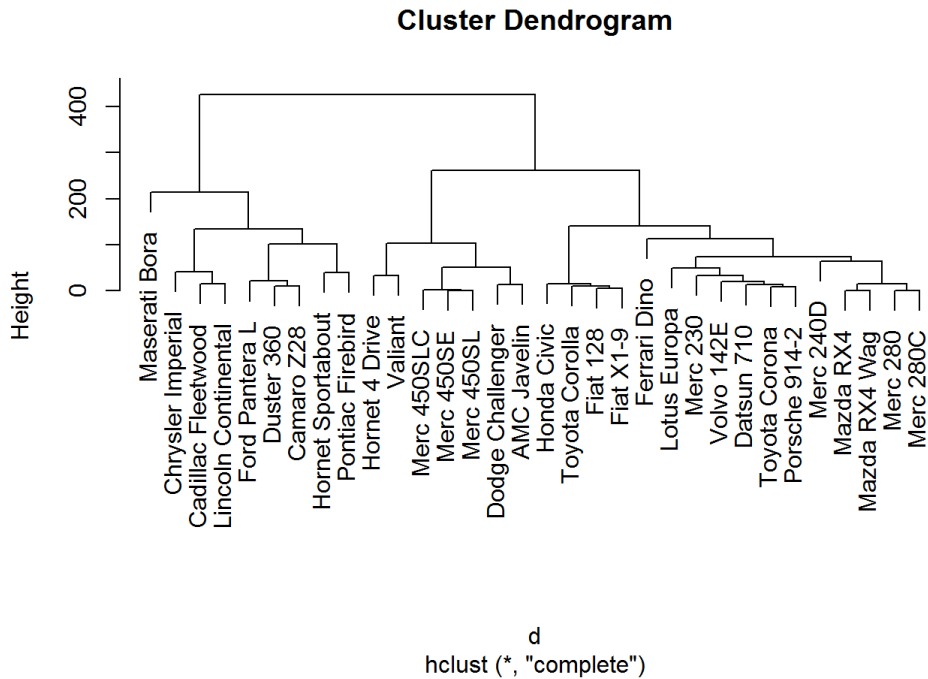 Cluster Dendrogram
Height
400
200
0
Maserati Bora
Chrysler Imperial
Cadillac Fleetwood
Lincoln Continental
Ford Pantera L
Duster 360
Camaro Z28
Hornet Sportabout
Pontiac Firebird
Hornet 4 Drive
Valiant
Merc 450SLC
Merc 450SE
Merc 450SL
Dodge Challenger
AMC Javelin
Honda Civic
Toyota Corolla
Fiat 128
Fiat X1-9
Ferrari Dino
Lotus Europa
Merc 230
Volvo 142E
Datsun 710
Toyota Corona
Porsche 914-2
Merc 240D
Mazda RX4
Mazda RX4 Wag
Merc 280
Merc 280C
d
hclust (*, "complete")